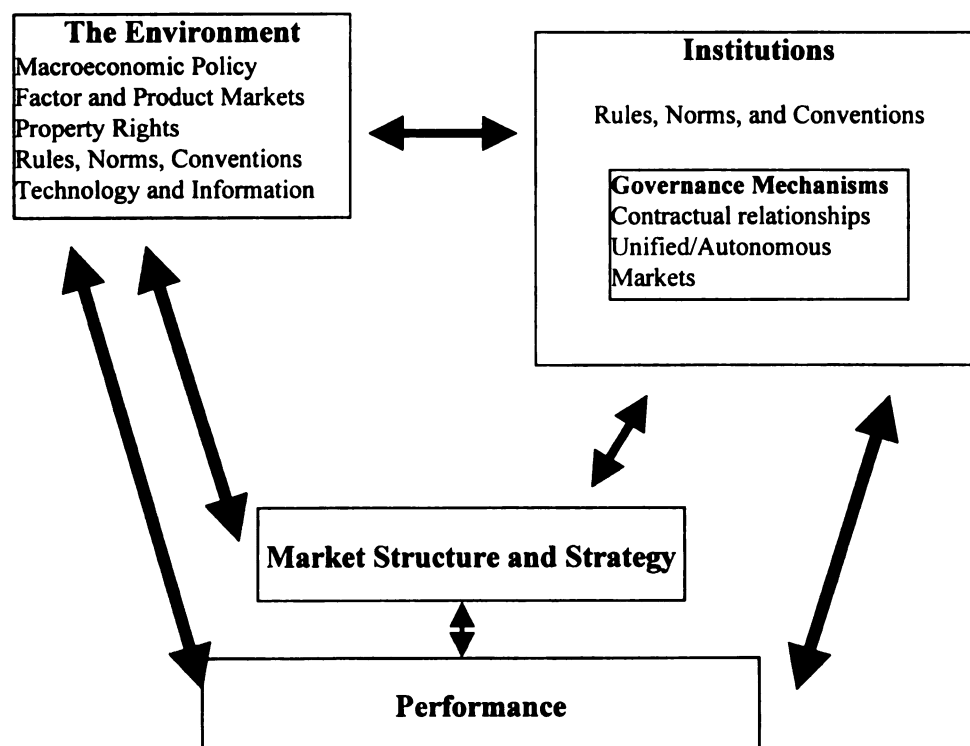 The Environment
Macroeconomic Policy
Factor and Product Markets
Property Rights
Rules, Norms, Conventions
Technology and Information
Institutions
Rules, Norms, and Conventions
Governance Mechanisms
Contractual relationships
Unified/Autonomous
Markets
Market Structure and Strategy
Performance